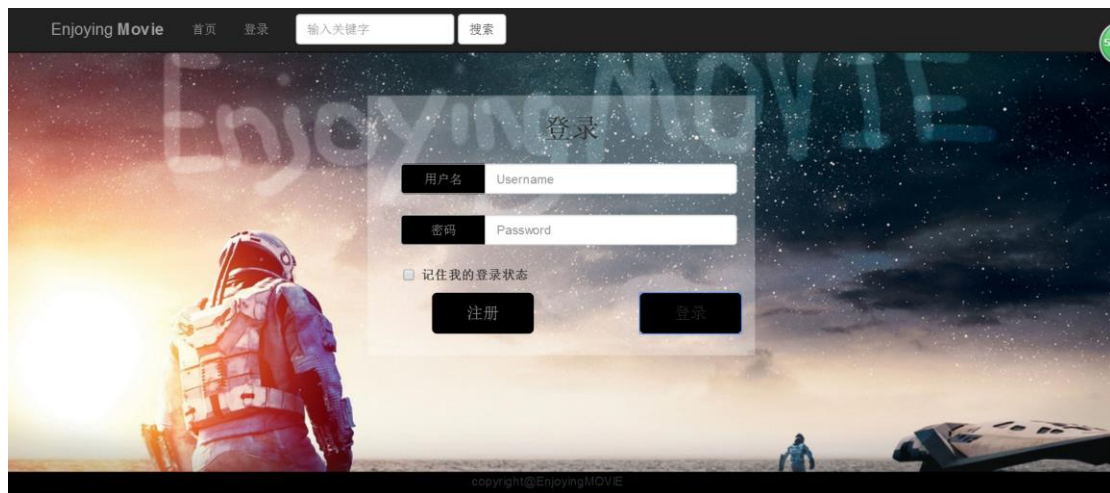 Enjoying Movie 首页 登录 输入关键字 搜索
Enjoying MOVIE
登录
用户名 Username
密码 Password
记住我的登录状态
注册 登录
copyright@EnjoyingMOVIE